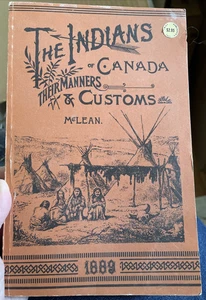 THE INDIANS
OF CANADA
THEIR MANNERS
& CUSTOMS
McLEAN.
1889